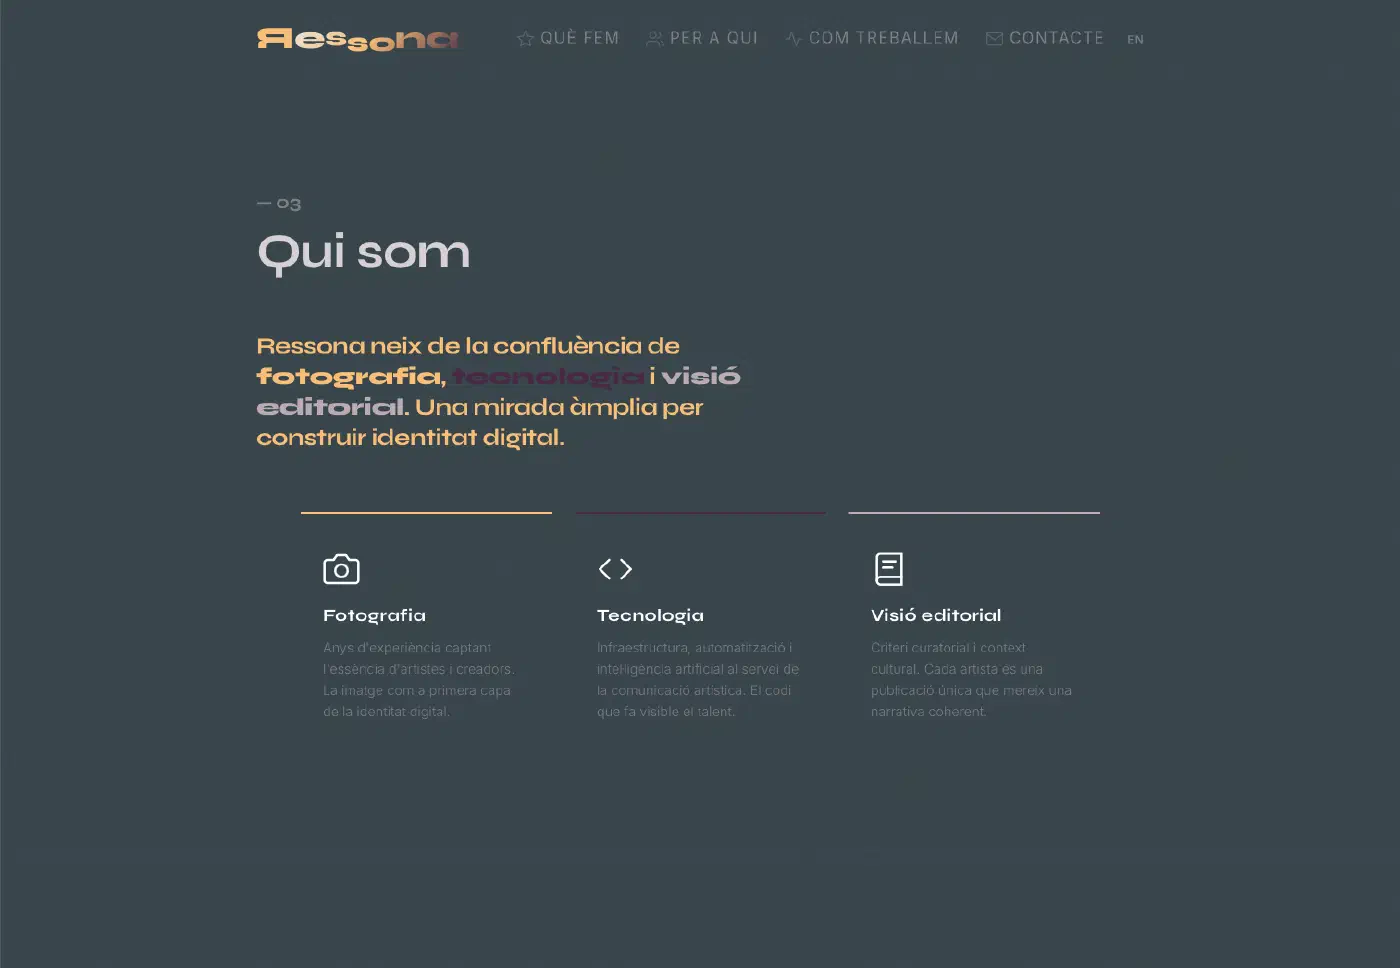 Ressona
QUÈ FEM
PER A QUI
COM TREBALLEM
CONTACTE
EN
— 03
Qui som
Ressona neix de la confluència de
fotografia, tecnologia i visió
editorial. Una mirada àmplia per
construir identitat digital.
Fotografia
Anys d'experiència captant
l'essència d'artistes i creadors.
La imatge com a primera capa
de la identitat digital.
Tecnologia
Infraestructura, automatització i
intel·ligència artificial al servei de
la comunicació artística. El codi
que fa visible el talent.
Visió editorial
Criteri curatorial i context
cultural. Cada artista és una
publicació única que mereix una
narrativa coherent.